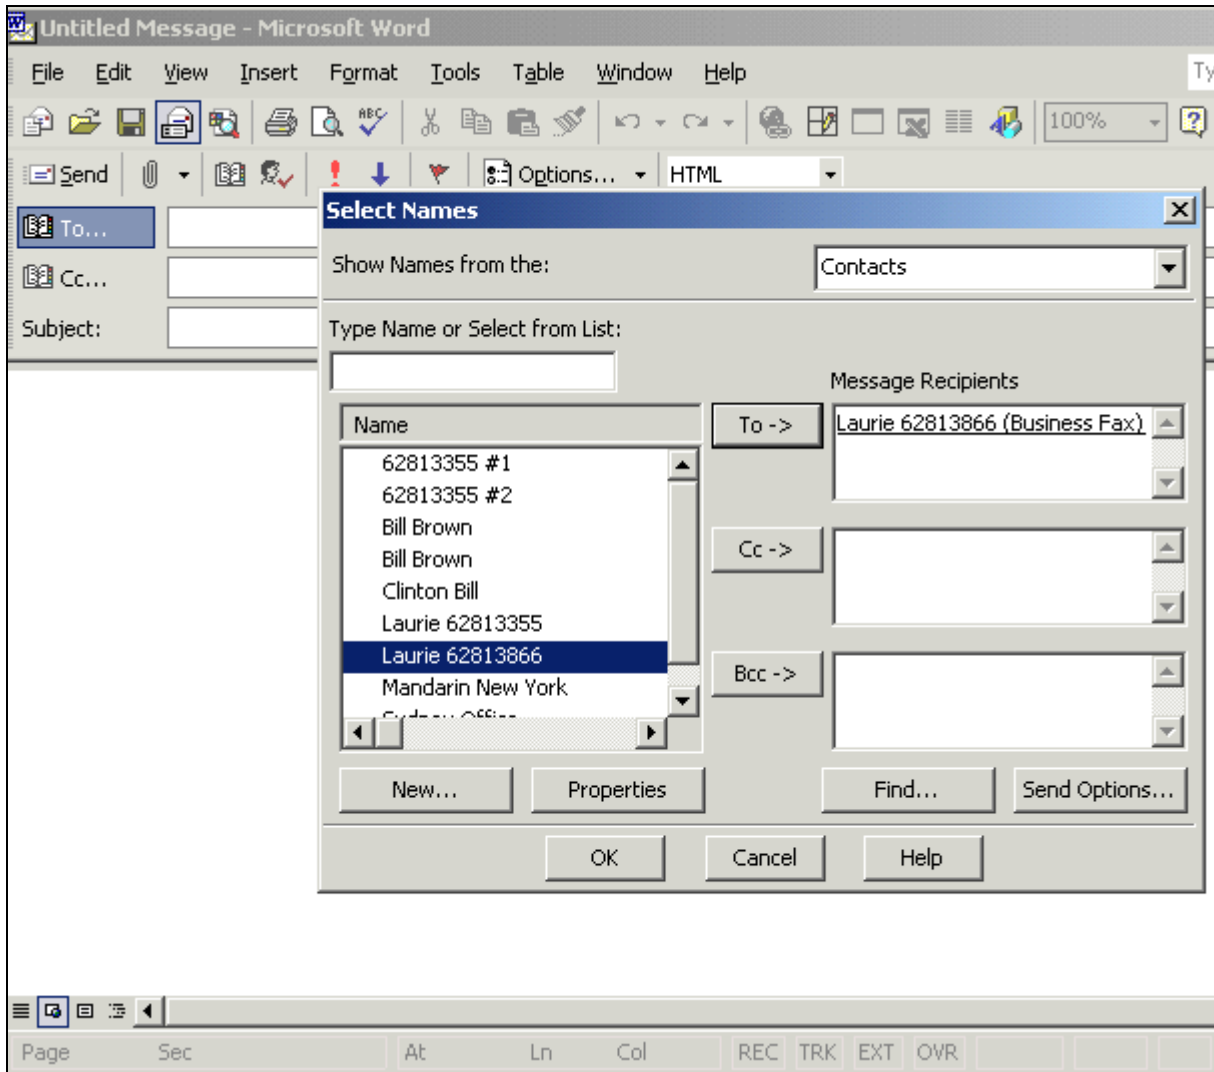 Untitled Message - Microsoft Word
File Edit View Insert Format Tools Table Window Help Ty
ABC 100%
Send Options... HTML
To...
Cc...
Subject:
Select Names
Show Names from the: Contacts
Type Name or Select from List:
Message Recipients
Name
To ->
Laurie 62813866 (Business Fax)
62813355 #1
62813355 #2
Bill Brown
Bill Brown
Clinton Bill
Laurie 62813355
Laurie 62813866
Mandarin New York
Sydney Office
Cc ->
Bcc ->
New... Properties Find... Send Options...
OK Cancel Help
Page Sec At Ln Col REC TRK EXT OVR